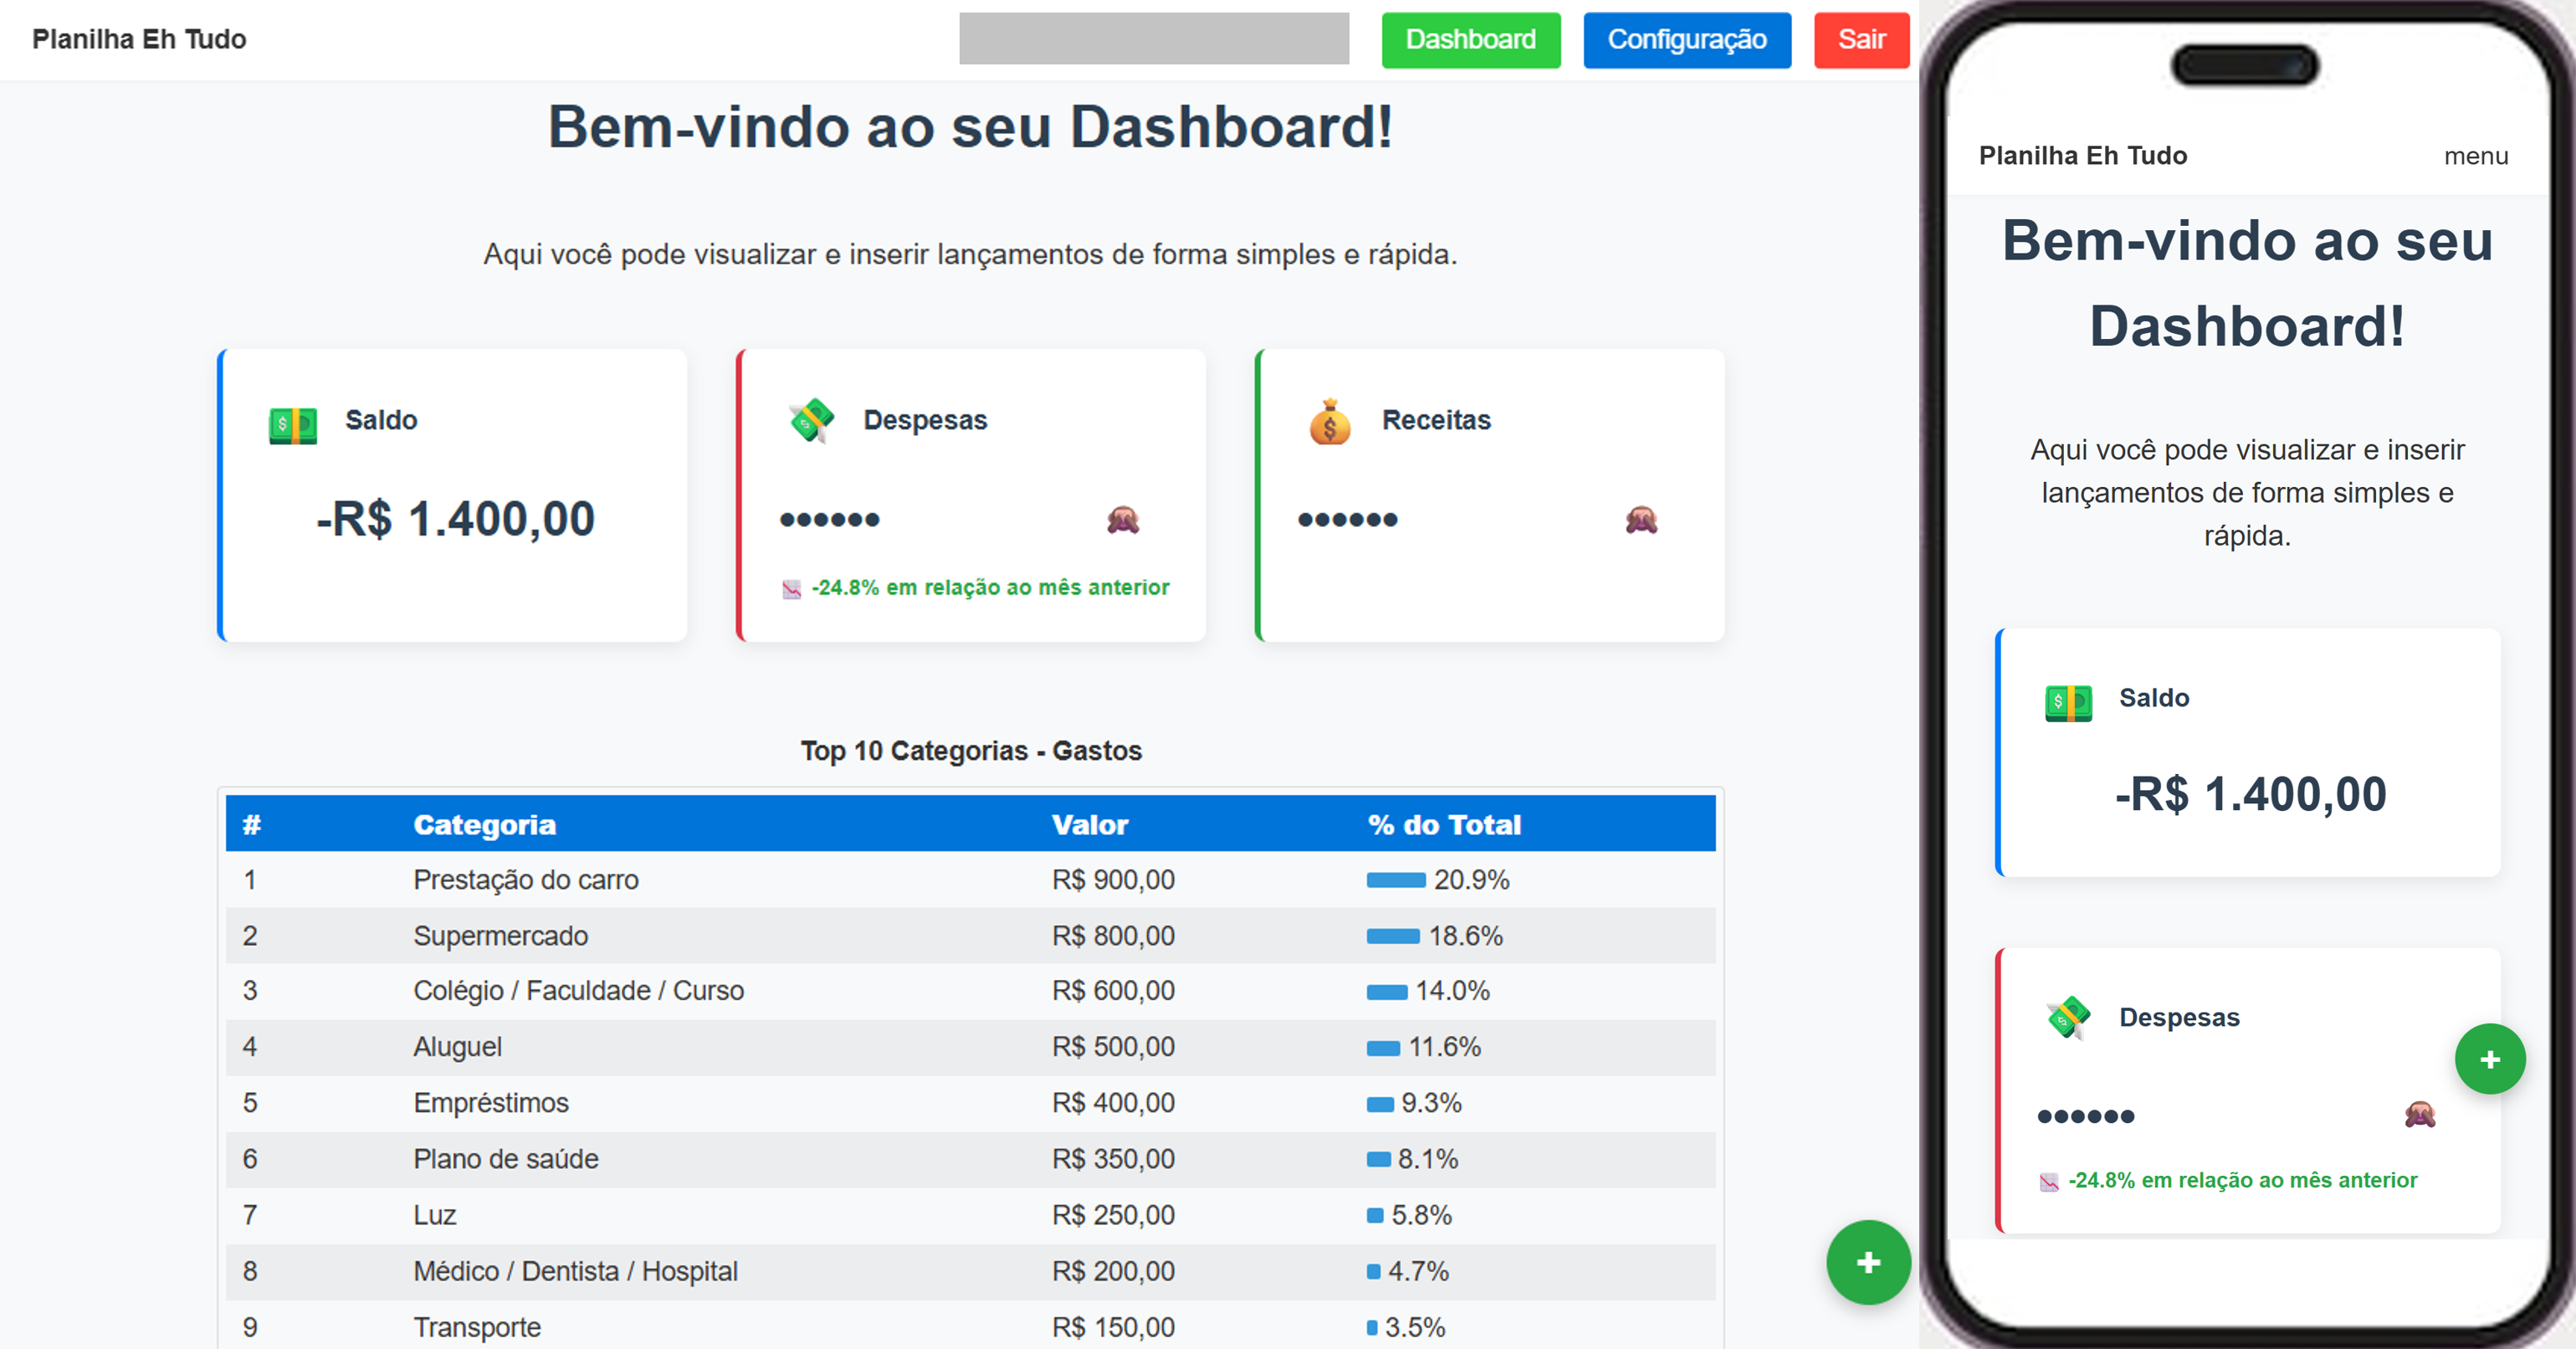 Planilha Eh Tudo
Dashboard
Configuração
Sair
Bem-vindo ao seu Dashboard!
Aqui você pode visualizar e inserir lançamentos de forma simples e rápida.
Saldo
-R$ 1.400,00
Despesas
••••••
-24.8% em relação ao mês anterior
Receitas
••••••
Top 10 Categorias - Gastos
# Categoria Valor % do Total
1 Prestação do carro R$ 900,00 20.9%
2 Supermercado R$ 800,00 18.6%
3 Colégio / Faculdade / Curso R$ 600,00 14.0%
4 Aluguel R$ 500,00 11.6%
5 Empréstimos R$ 400,00 9.3%
6 Plano de saúde R$ 350,00 8.1%
7 Luz R$ 250,00 5.8%
8 Médico / Dentista / Hospital R$ 200,00 4.7%
9 Transporte R$ 150,00 3.5%
+
Planilha Eh Tudo
menu
Bem-vindo ao seu
Dashboard!
Aqui você pode visualizar e inserir
lançamentos de forma simples e
rápida.
Saldo
-R$ 1.400,00
Despesas
+
••••••
-24.8% em relação ao mês anterior